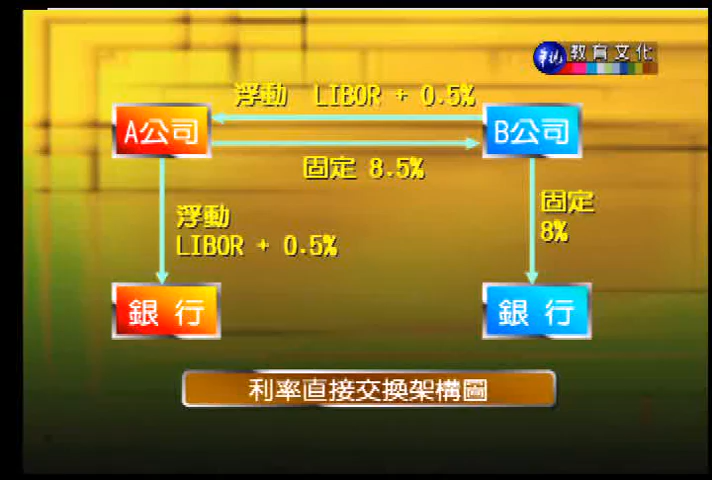 華視 教育文化
浮動 LIBOR + 0.5%
A公司
B公司
固定 8.5%
浮動
LIBOR + 0.5%
固定
8%
銀 行
銀 行
利率直接交換架構圖